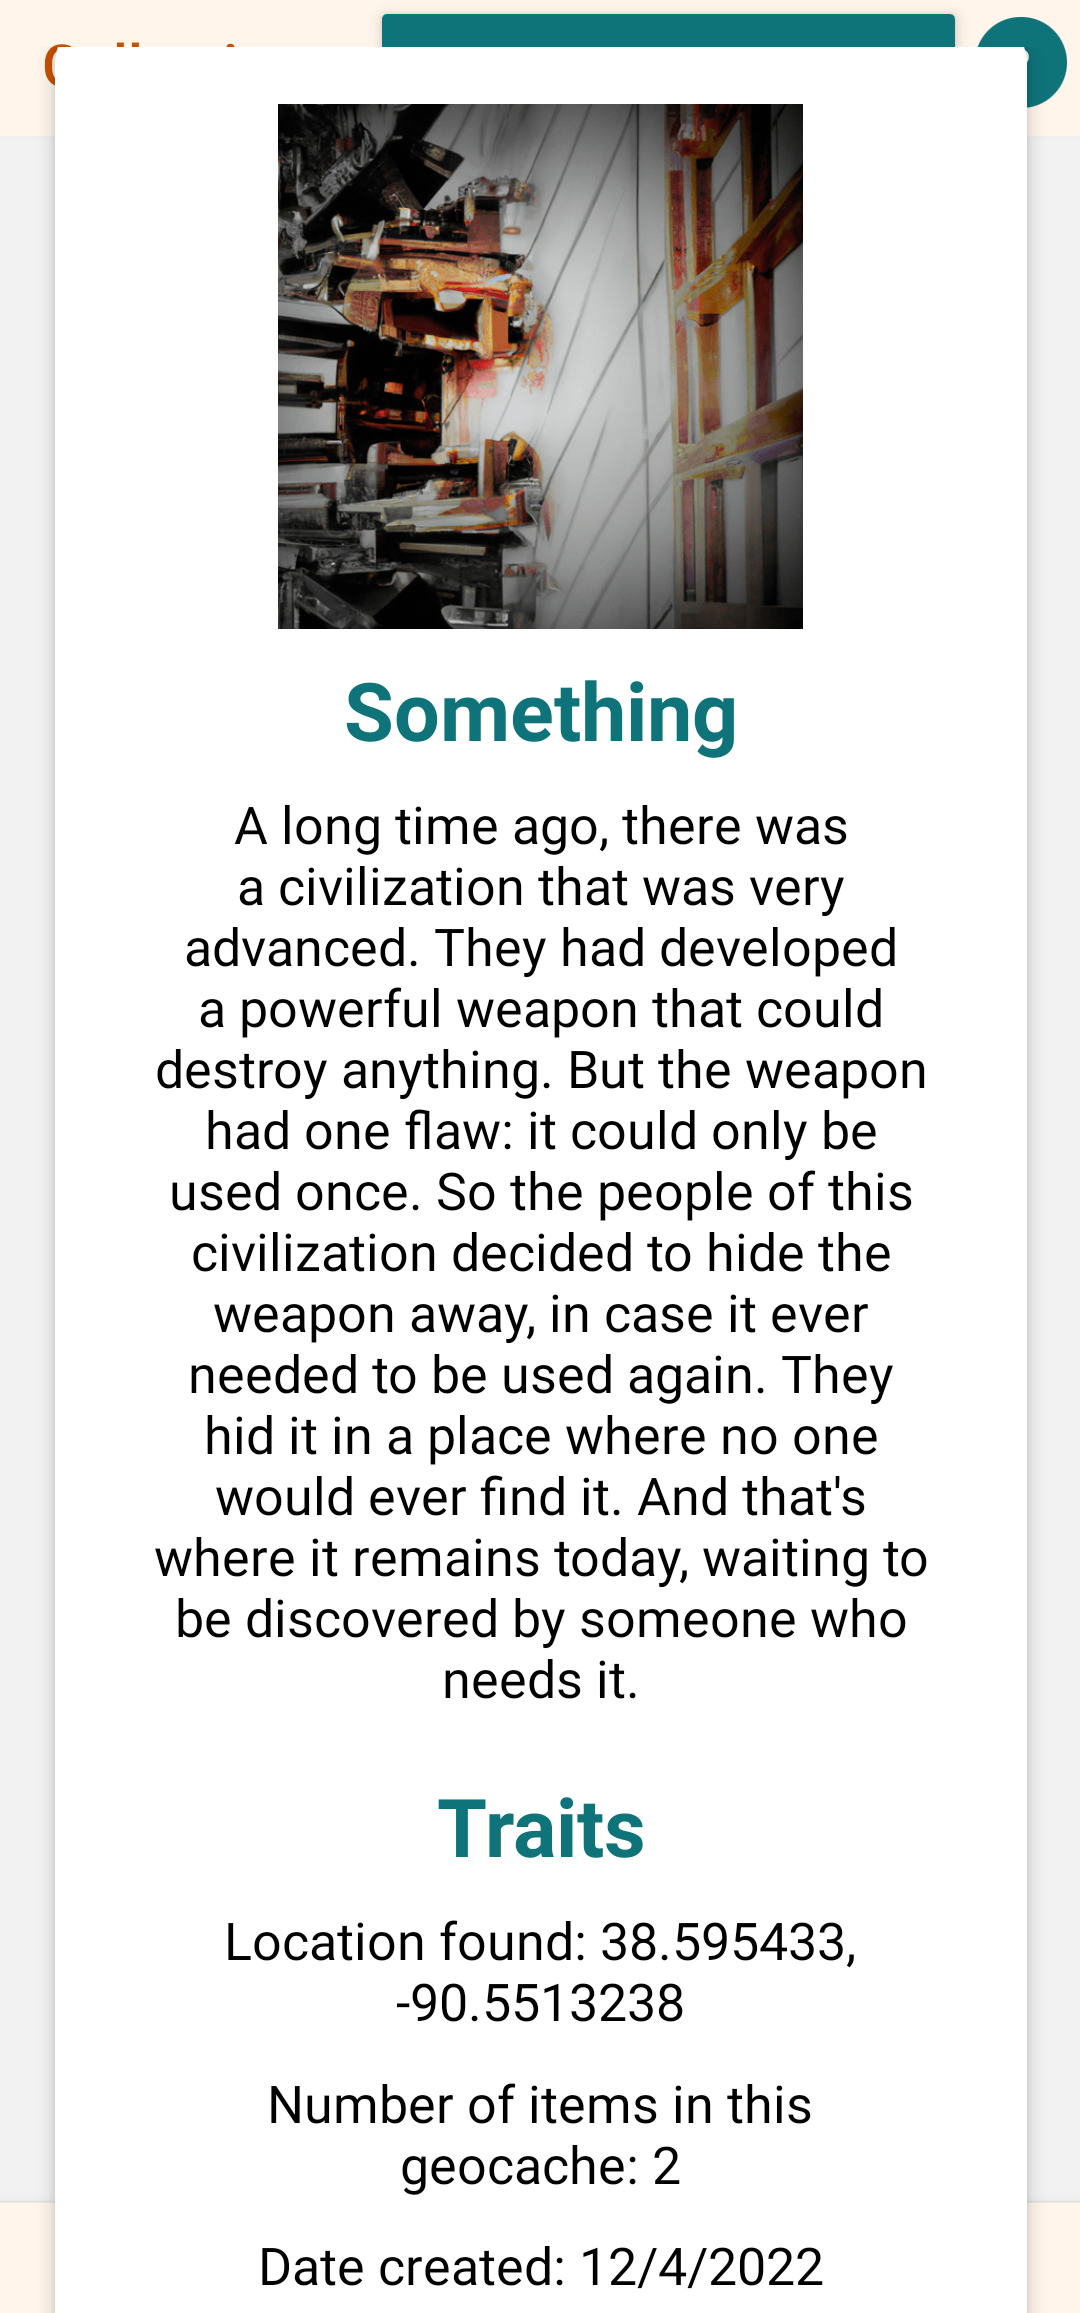 Something
A long time ago, there was
a civilization that was very
advanced. They had developed
a powerful weapon that could
destroy anything. But the weapon
had one flaw: it could only be
used once. So the people of this
civilization decided to hide the
weapon away, in case it ever
needed to be used again. They
hid it in a place where no one
would ever find it. And that's
where it remains today, waiting to
be discovered by someone who
needs it.
Traits
Location found: 38.595433,
-90.5513238
Number of items in this
geocache: 2
Date created: 12/4/2022